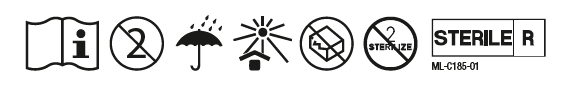 i 2 2 STERILIZE STERILE R
ML-C185-01